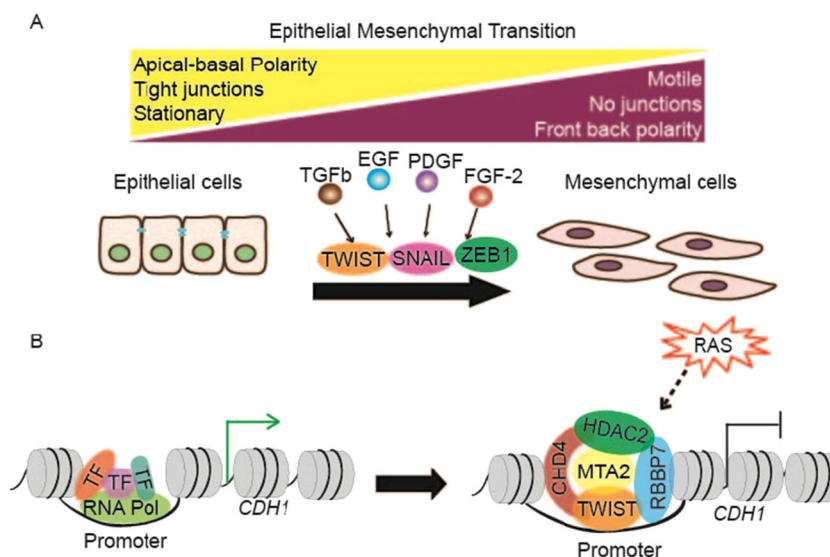 A
Epithelial Mesenchymal Transition
Apical-basal Polarity
Tight junctions
Stationary
Motile
No junctions
Front back polarity
Epithelial cells
TGFb
EGF
PDGF
FGF-2
Mesenchymal cells
TWIST
SNAIL
ZEB1
B
RAS
TF
TF
TF
RNA Pol
CDH1
Promoter
HDAC2
CHD4
MTA2
RBBP7
TWIST
CDH1
Promoter